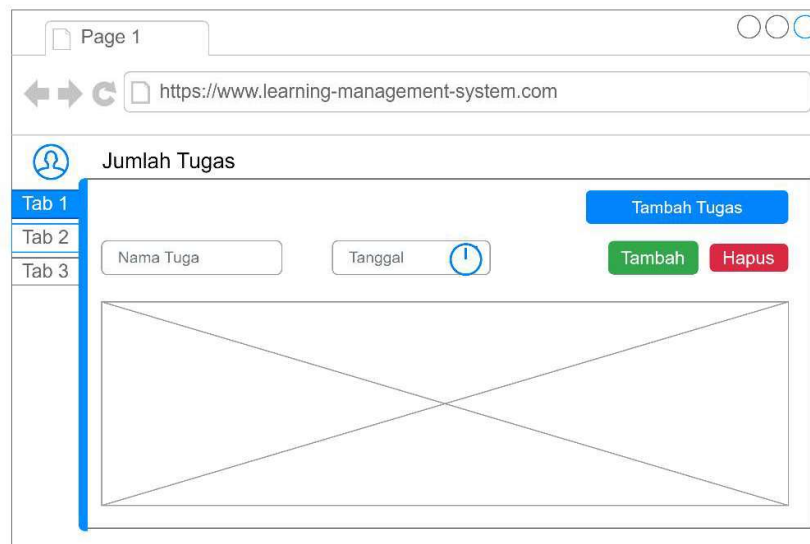 Page 1
https://www.learning-management-system.com
Jumlah Tugas
Tab 1
Tambah Tugas
Tab 2
Nama Tuga
Tanggal
Tambah
Hapus
Tab 3